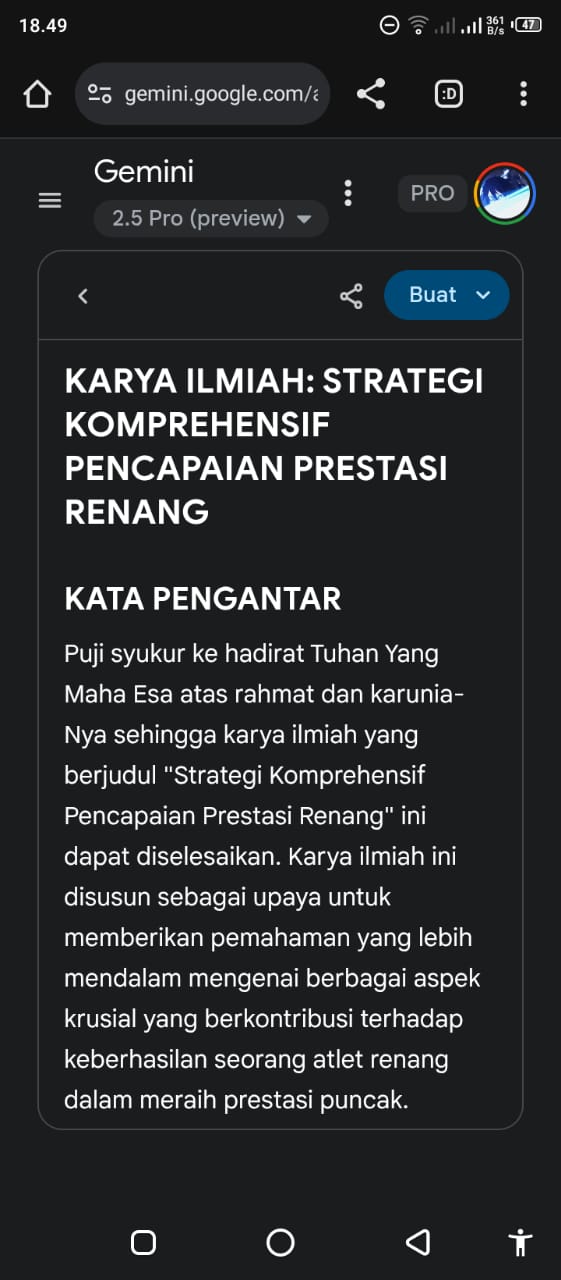 18.49
361
B/s
47
gemini.google.com/a
:D
Gemini
2.5 Pro (preview)
PRO
Buat
KARYA ILMIAH: STRATEGI
KOMPREHENSIF
PENCAPAIAN PRESTASI
RENANG
KATA PENGANTAR
Puji syukur ke hadirat Tuhan Yang
Maha Esa atas rahmat dan karunia-
Nya sehingga karya ilmiah yang
berjudul "Strategi Komprehensif
Pencapaian Prestasi Renang" ini
dapat diselesaikan. Karya ilmiah ini
disusun sebagai upaya untuk
memberikan pemahaman yang lebih
mendalam mengenai berbagai aspek
krusial yang berkontribusi terhadap
keberhasilan seorang atlet renang
dalam meraih prestasi puncak.